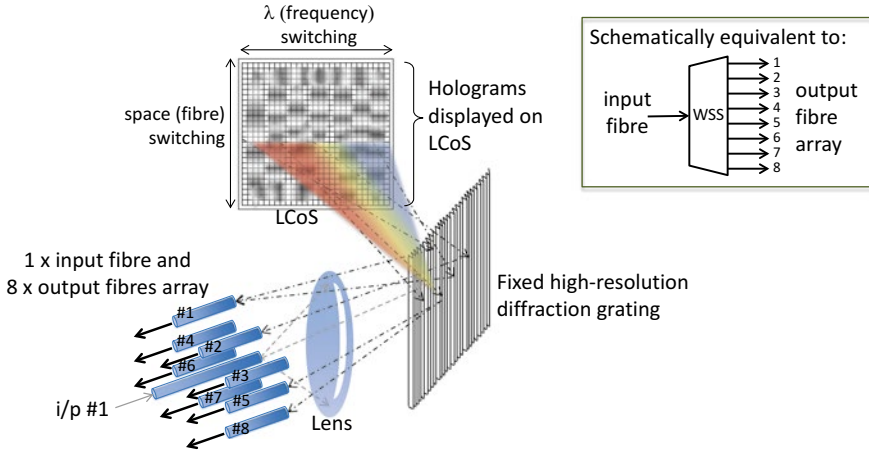 λ (frequency)
switching
space (fibre)
switching
Holograms
displayed on
LCoS
LCoS
Schematically equivalent to:
input
fibre
WSS
1
2
3
4
5
6
7
8
output
fibre
array
1 x input fibre and
8 x output fibres array
#1
#4
#2
#6
#3
#7
#5
#8
i/p #1
Lens
Fixed high-resolution
diffraction grating